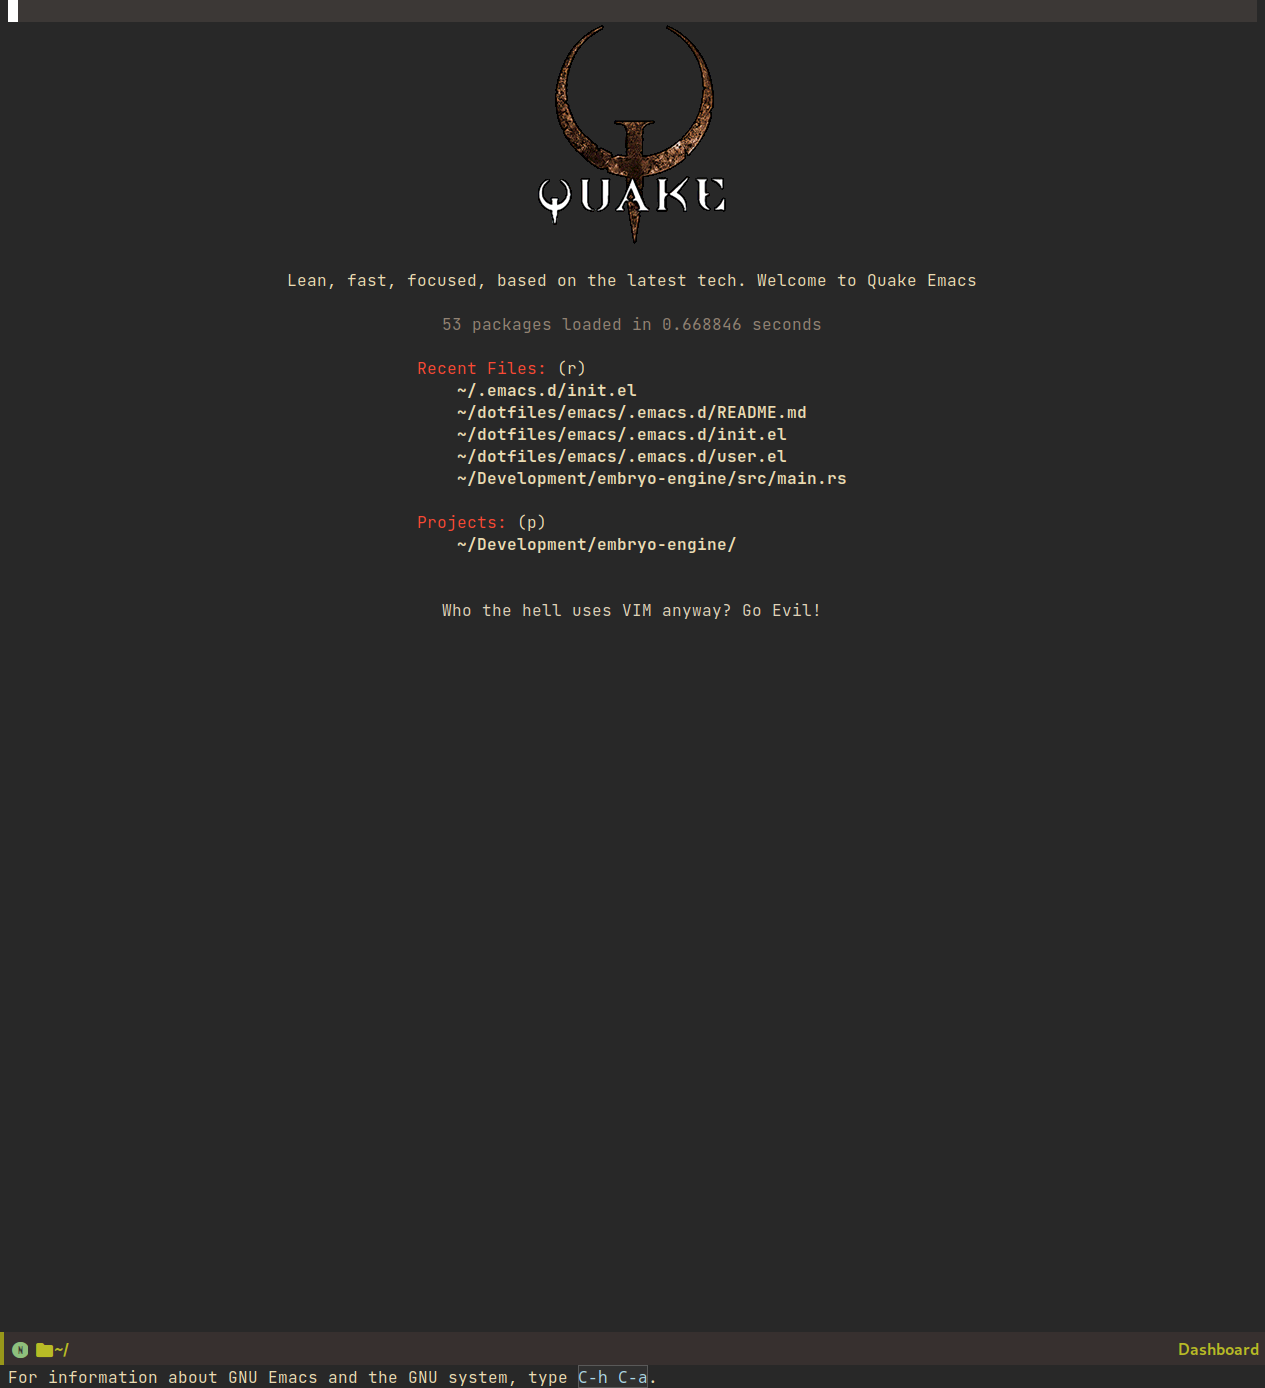 QUAKE
Lean, fast, focused, based on the latest tech. Welcome to Quake Emacs
53 packages loaded in 0.668846 seconds
Recent Files: (r)
~/.emacs.d/init.el
~/dotfiles/emacs/.emacs.d/README.md
~/dotfiles/emacs/.emacs.d/init.el
~/dotfiles/emacs/.emacs.d/user.el
~/Development/embryo-engine/src/main.rs
Projects: (p)
~/Development/embryo-engine/
Who the hell uses VIM anyway? Go Evil!
N ~/ Dashboard
For information about GNU Emacs and the GNU system, type C-h C-a.